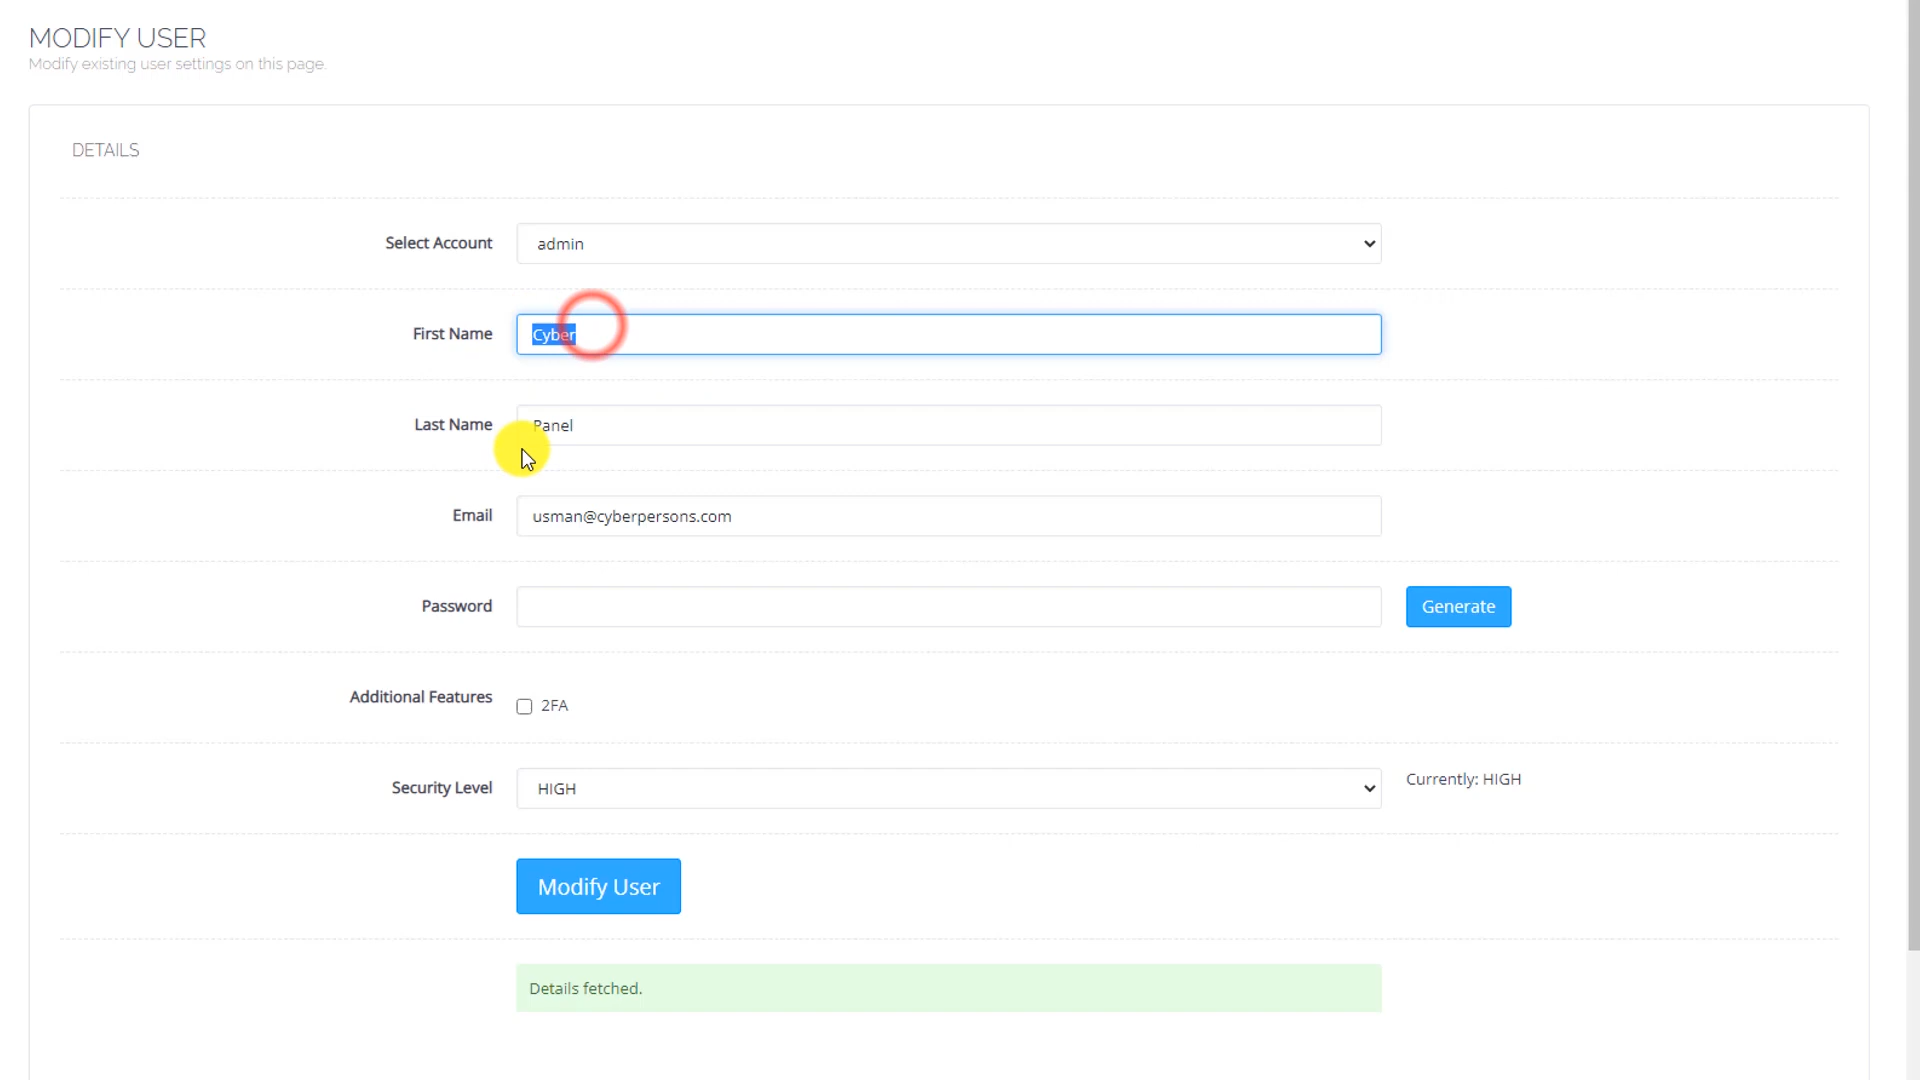 MODIFY USER
Modify existing user settings on this page.
DETAILS
Select Account
admin
First Name
Cyber
Last Name
Panel
Email
usman@cyberpersons.com
Password
Generate
Additional Features
2FA
Security Level
HIGH
Currently: HIGH
Modify User
Details fetched.